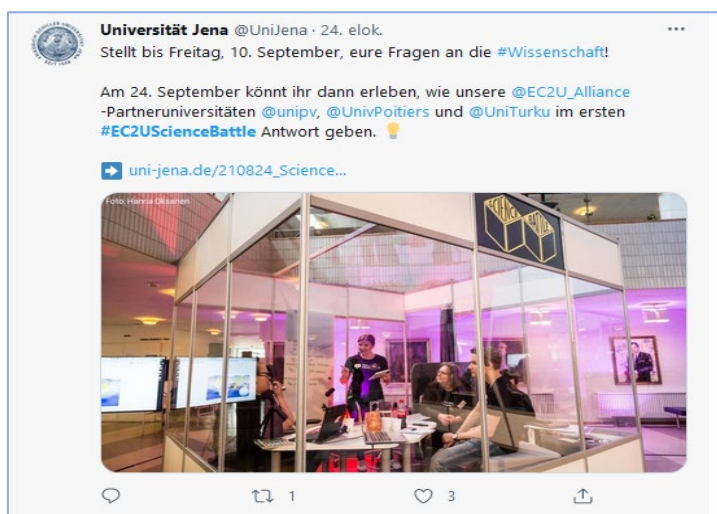 Universität Jena @UniJena · 24. elok.
Stellt bis Freitag, 10. September, eure Fragen an die #Wissenschaft!
Am 24. September könnt ihr dann erleben, wie unsere @EC2U_Alliance
-Partneruniversitäten @unipv, @UnivPoitiers und @UniTurku im ersten
#EC2UScienceBattle Antwort geben.
uni-jena.de/210824_Science...
Foto: Hanna Oksanen
SCIENCE
BATTLE
1
3